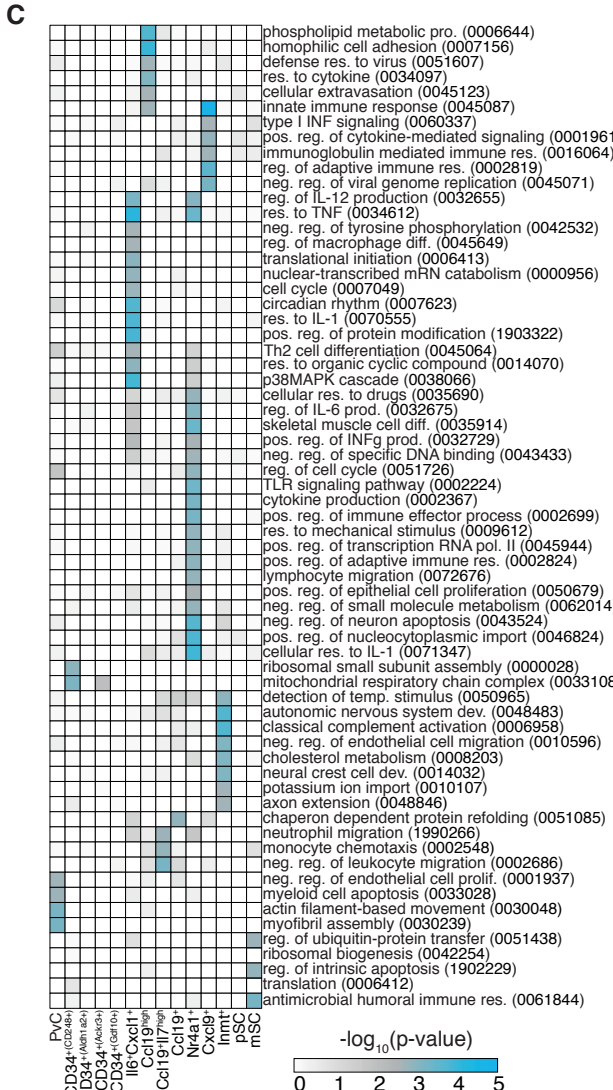 C
phospholipid metabolic pro. (0006644)
homophilic cell adhesion (0007156)
defense res. to virus (0051607)
res. to cytokine (0034097)
cellular extravasation (0045123)
innate immune response (0045087)
type I INF signaling (0060337)
pos. reg. of cytokine-mediated signaling (0001961
immunoglobulin mediated immune res. (0016064)
reg. of adaptive immune res. (0002819)
neg. reg. of viral genome replication (0045071)
reg. of IL-12 production (0032655)
res. to TNF (0034612)
neg. reg. of tyrosine phosphorylation (0042532)
reg. of macrophage diff. (0045649)
translational initiation (0006413)
nuclear-transcribed mRN catabolism (0000956)
cell cycle (0007049)
circadian rhythm (0007623)
res. to IL-1 (0070555)
pos. reg. of protein modification (1903322)
Th2 cell differentiation (0045064)
res. to organic cyclic compound (0014070)
p38MAPK cascade (0038066)
cellular res. to drugs (0035690)
reg. of IL-6 prod. (0032675)
skeletal muscle cell diff. (0035914)
pos. reg. of INFg prod. (0032729)
neg. reg. of specific DNA binding (0043433)
reg. of cell cycle (0051726)
TLR signaling pathway (0002224)
cytokine production (0002367)
pos. reg. of immune effector process (0002699)
res. to mechanical stimulus (0009612)
pos. reg. of transcription RNA pol. II (0045944)
pos. reg. of adaptive immune res. (0002824)
lymphocyte migration (0072676)
pos. reg. of epithelial cell proliferation (0050679)
neg. reg. of small molecule metabolism (0062014
neg. reg. of neuron apoptosis (0043524)
pos. reg. of nucleocytoplasmic import (0046824)
cellular res. to IL-1 (0071347)
ribosomal small subunit assembly (0000028)
mitochondrial respiratory chain complex (0033108
detection of temp. stimulus (0050965)
autonomic nervous system dev. (0048483)
classical complement activation (0006958)
neg. reg. of endothelial cell migration (0010596)
cholesterol metabolism (0008203)
neural crest cell dev. (0014032)
potassium ion import (0010107)
axon extension (0048846)
chaperon dependent protein refolding (0051085)
neutrophil migration (1990266)
monocyte chemotaxis (0002548)
neg. reg. of leukocyte migration (0002686)
neg. reg. of endothelial cell prolif. (0001937)
myeloid cell apoptosis (0033028)
actin filament-based movement (0030048)
myofibril assembly (0030239)
reg. of ubiquitin-protein transfer (0051438)
ribosomal biogenesis (0042254)
reg. of intrinsic apoptosis (1902229)
translation (0006412)
antimicrobial humoral immune res. (0061844)
PvC
CD34+(CD248+)
D34+(Aldh1a2+)
CD34+(Ackr3+)
CD34+(Gdf10+)
Il6+Cxcl1+
Ccl19high
Ccl19+Il7high
Ccl19+
Nr4a1+
Cxcl9+
Inmt+
pSC
mSC
-log10(p-value)
0 1 2 3 4 5